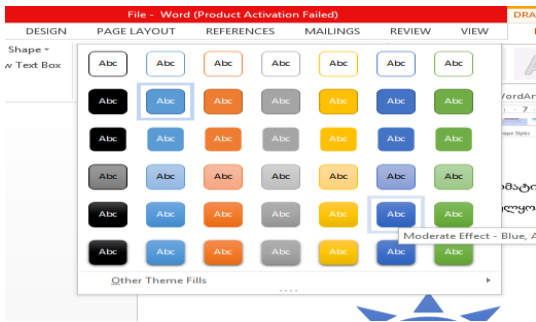 File - Word (Product Activation Failed)
DRA
DESIGN PAGE LAYOUT REFERENCES MAILINGS REVIEW VIEW
Shape
Text Box
Abc Abc Abc Abc Abc Abc Abc
Abc Abc Abc Abc Abc Abc Abc
Abc Abc Abc Abc Abc Abc Abc
Abc Abc Abc Abc Abc Abc Abc
Abc Abc Abc Abc Abc Abc Abc
Moderate Effect - Blue, A
Abc Abc Abc Abc Abc Abc Abc
Other Theme Fills